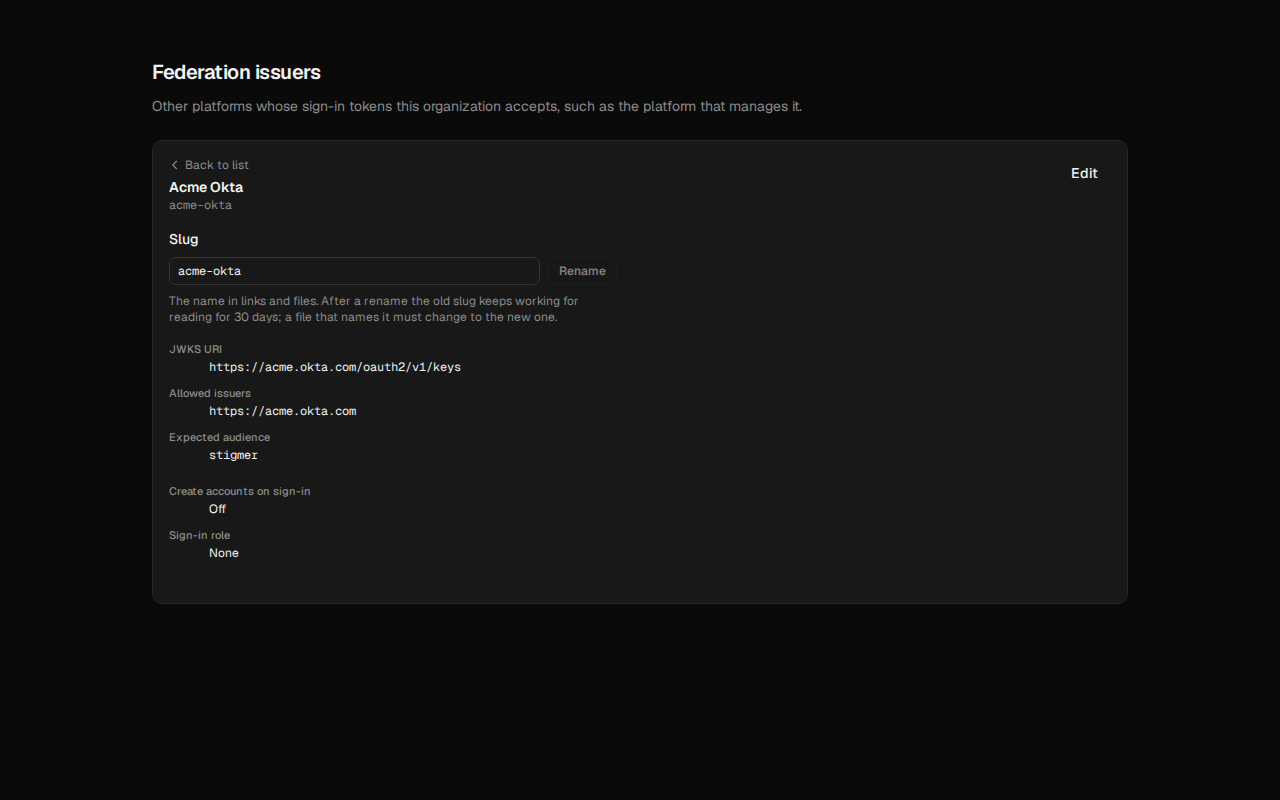 Federation issuers
Other platforms whose sign-in tokens this organization accepts, such as the platform that manages it.
Back to list
Edit
Acme Okta
acme-okta
Slug
acme-okta
Rename
The name in links and files. After a rename the old slug keeps working for
reading for 30 days; a file that names it must change to the new one.
JWKS URI
https://acme.okta.com/oauth2/v1/keys
Allowed issuers
https://acme.okta.com
Expected audience
stigmer
Create accounts on sign-in
Off
Sign-in role
None